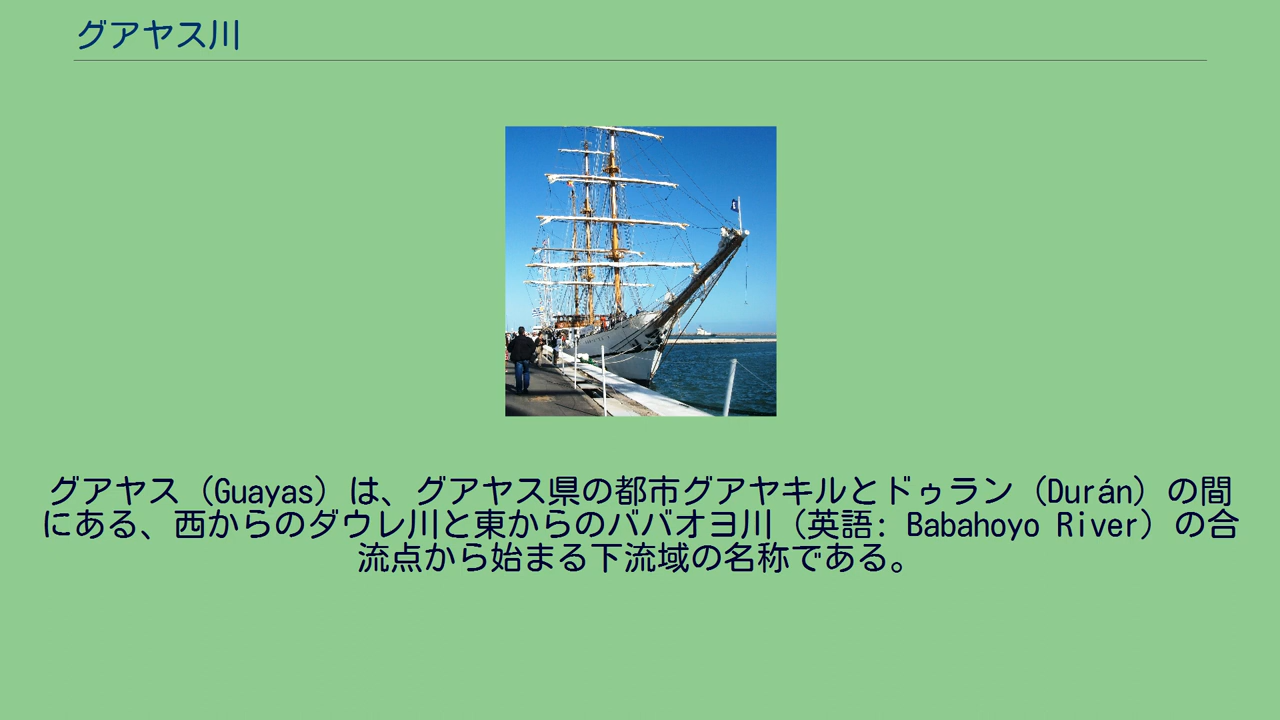 グアヤス川
グアヤス（Guayas）は、グアヤス県の都市グアヤキルとドゥラン（Durán）の間
にある、西からのダウレ川と東からのババオヨ川（英語: Babahoyo River）の合
流点から始まる下流域の名称である。